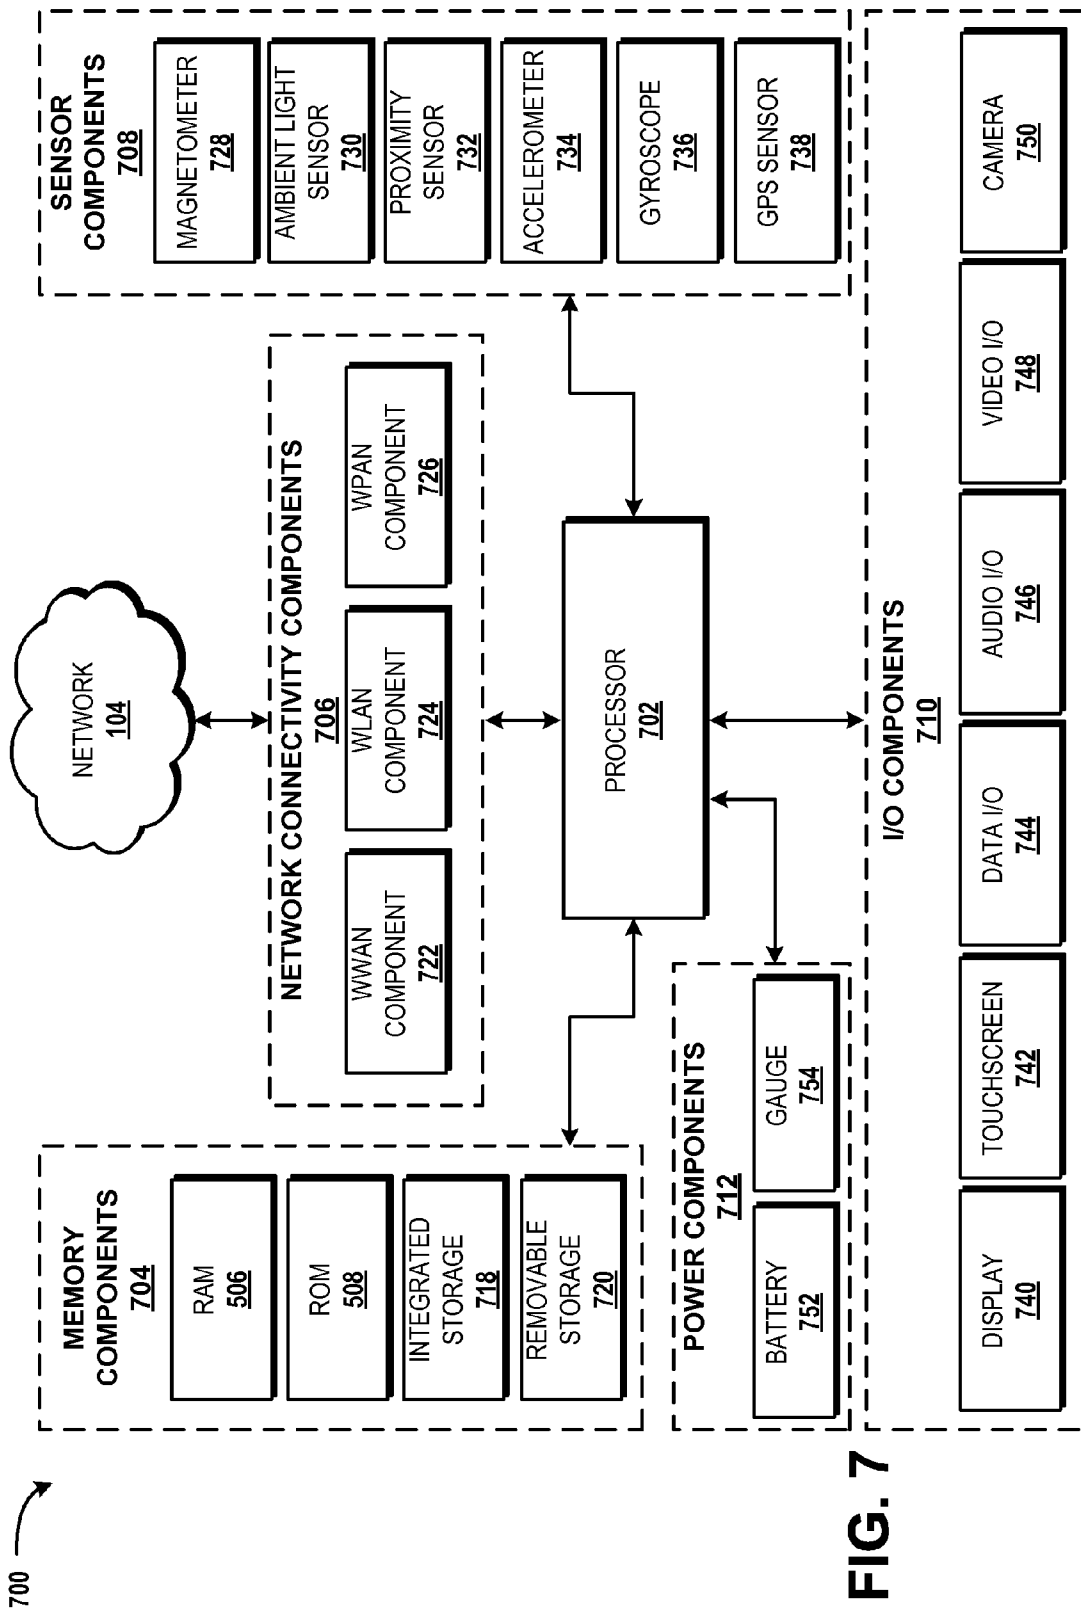 700
NETWORK
104
MEMORY
COMPONENTS
704
RAM
506
ROM
508
INTEGRATED
STORAGE
718
REMOVABLE
STORAGE
720
NETWORK CONNECTIVITY COMPONENTS
706
WWAN
COMPONENT
722
WLAN
COMPONENT
724
WPAN
COMPONENT
726
SENSOR
COMPONENTS
708
MAGNETOMETER
728
AMBIENT LIGHT
SENSOR
730
PROXIMITY
SENSOR
732
ACCELEROMETER
734
GYROSCOPE
736
GPS SENSOR
738
PROCESSOR
702
POWER COMPONENTS
712
BATTERY
752
GAUGE
754
I/O COMPONENTS
710
DISPLAY
740
TOUCHSCREEN
742
DATA I/O
744
AUDIO I/O
746
VIDEO I/O
748
CAMERA
750
FIG. 7